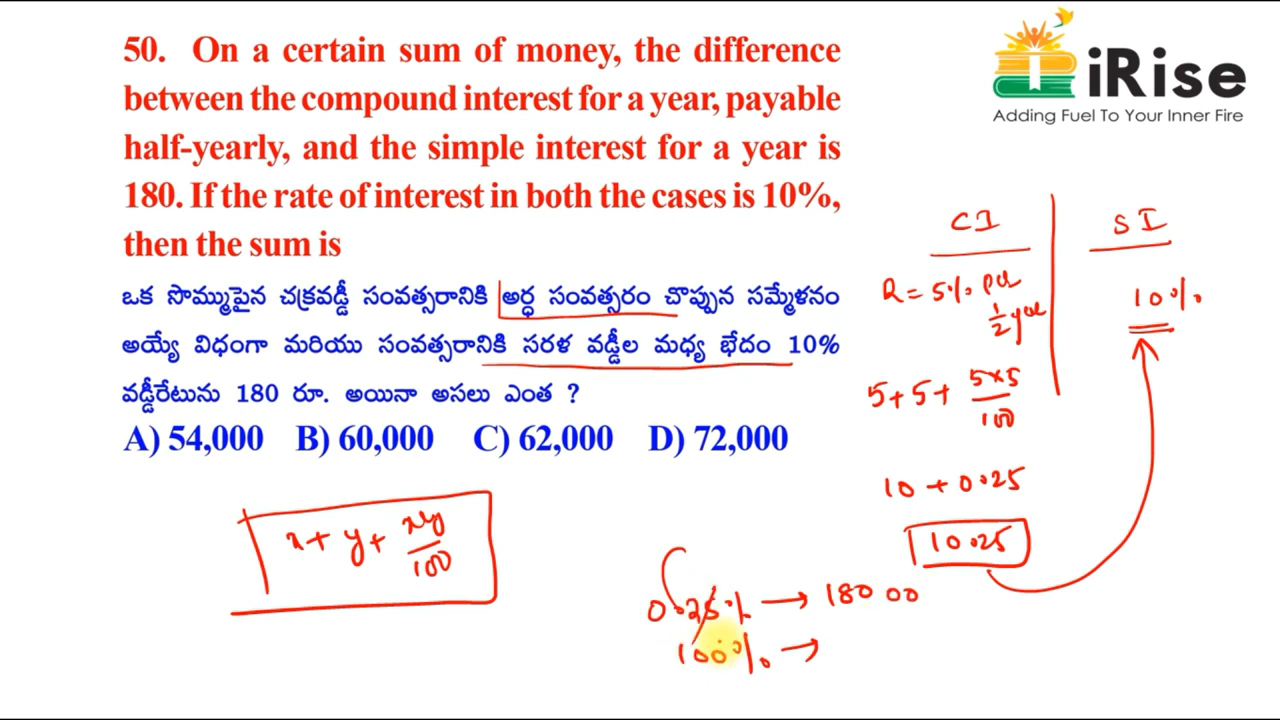 50. On a certain sum of money, the difference
between the compound interest for a year, payable
half-yearly, and the simple interest for a year is
180. If the rate of interest in both the cases is 10%,
then the sum is
ఒక సొమ్ముపైన చక్రవడ్డీ సంవత్సరానికి అర్ధ సంవత్సరం చొప్పున సమ్మేళనం
అయ్యే విధంగా మరియు సంవత్సరానికి సరళ వడ్డీల మధ్య భేదం 10%
వడ్డీరేటును 180 రూ. అయినా అసలు ఎంత ?
A) 54,000 B) 60,000 C) 62,000 D) 72,000
x + y + xy/100
iRise
Adding Fuel To Your Inner Fire
CI
R = 5% per
1/2 year
5 + 5 + 5×5/100
10 + 0.25
10.25
SI
10%
0.25% → 180 00
100% →